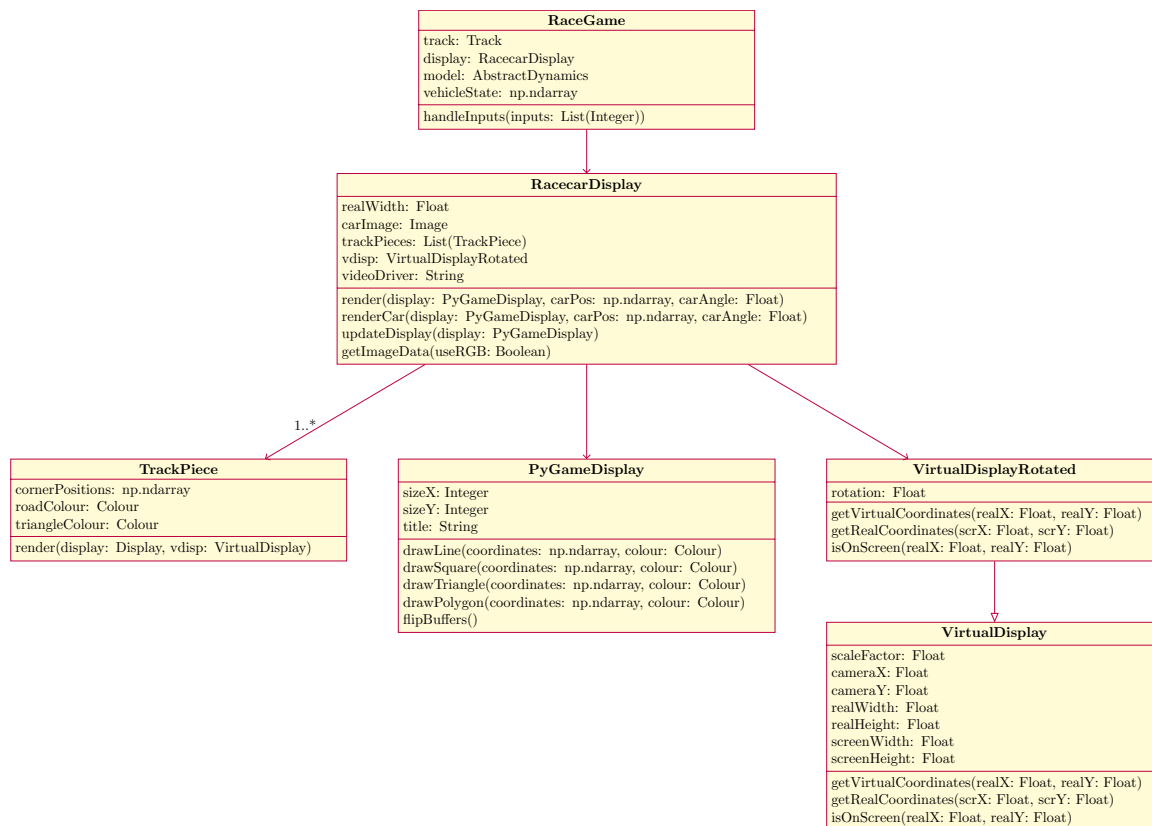 RaceGame
track: Track
display: RacecarDisplay
model: AbstractDynamics
vehicleState: np.ndarray
handleInputs(inputs: List(Integer))
RacecarDisplay
realWidth: Float
carImage: Image
trackPieces: List(TrackPiece)
vdisp: VirtualDisplayRotated
videoDriver: String
render(display: PyGameDisplay, carPos: np.ndarray, carAngle: Float)
renderCar(display: PyGameDisplay, carPos: np.ndarray, carAngle: Float)
updateDisplay(display: PyGameDisplay)
getImageData(useRGB: Boolean)
1..*
TrackPiece
cornerPositions: np.ndarray
roadColour: Colour
triangleColour: Colour
render(display: Display, vdisp: VirtualDisplay)
PyGameDisplay
sizeX: Integer
sizeY: Integer
title: String
drawLine(coordinates: np.ndarray, colour: Colour)
drawSquare(coordinates: np.ndarray, colour: Colour)
drawTriangle(coordinates: np.ndarray, colour: Colour)
drawPolygon(coordinates: np.ndarray, colour: Colour)
flipBuffers()
VirtualDisplayRotated
rotation: Float
getVirtualCoordinates(realX: Float, realY: Float)
getRealCoordinates(scrX: Float, scrY: Float)
isOnScreen(realX: Float, realY: Float)
VirtualDisplay
scaleFactor: Float
cameraX: Float
cameraY: Float
realWidth: Float
realHeight: Float
screenWidth: Float
screenHeight: Float
getVirtualCoordinates(realX: Float, realY: Float)
getRealCoordinates(scrX: Float, scrY: Float)
isOnScreen(realX: Float, realY: Float)